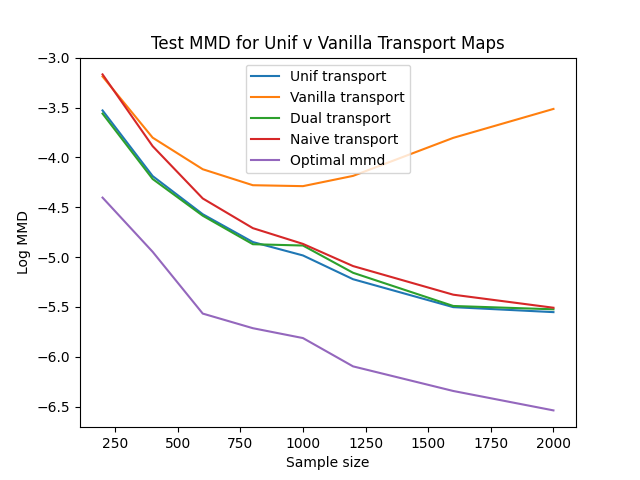 Test MMD for Unif v Vanilla Transport Maps
−3.0
−3.5
−4.0
−4.5
−5.0
−5.5
−6.0
−6.5
Log MMD
Unif transport
Vanilla transport
Dual transport
Naive transport
Optimal mmd
250 500 750 1000 1250 1500 1750 2000
Sample size